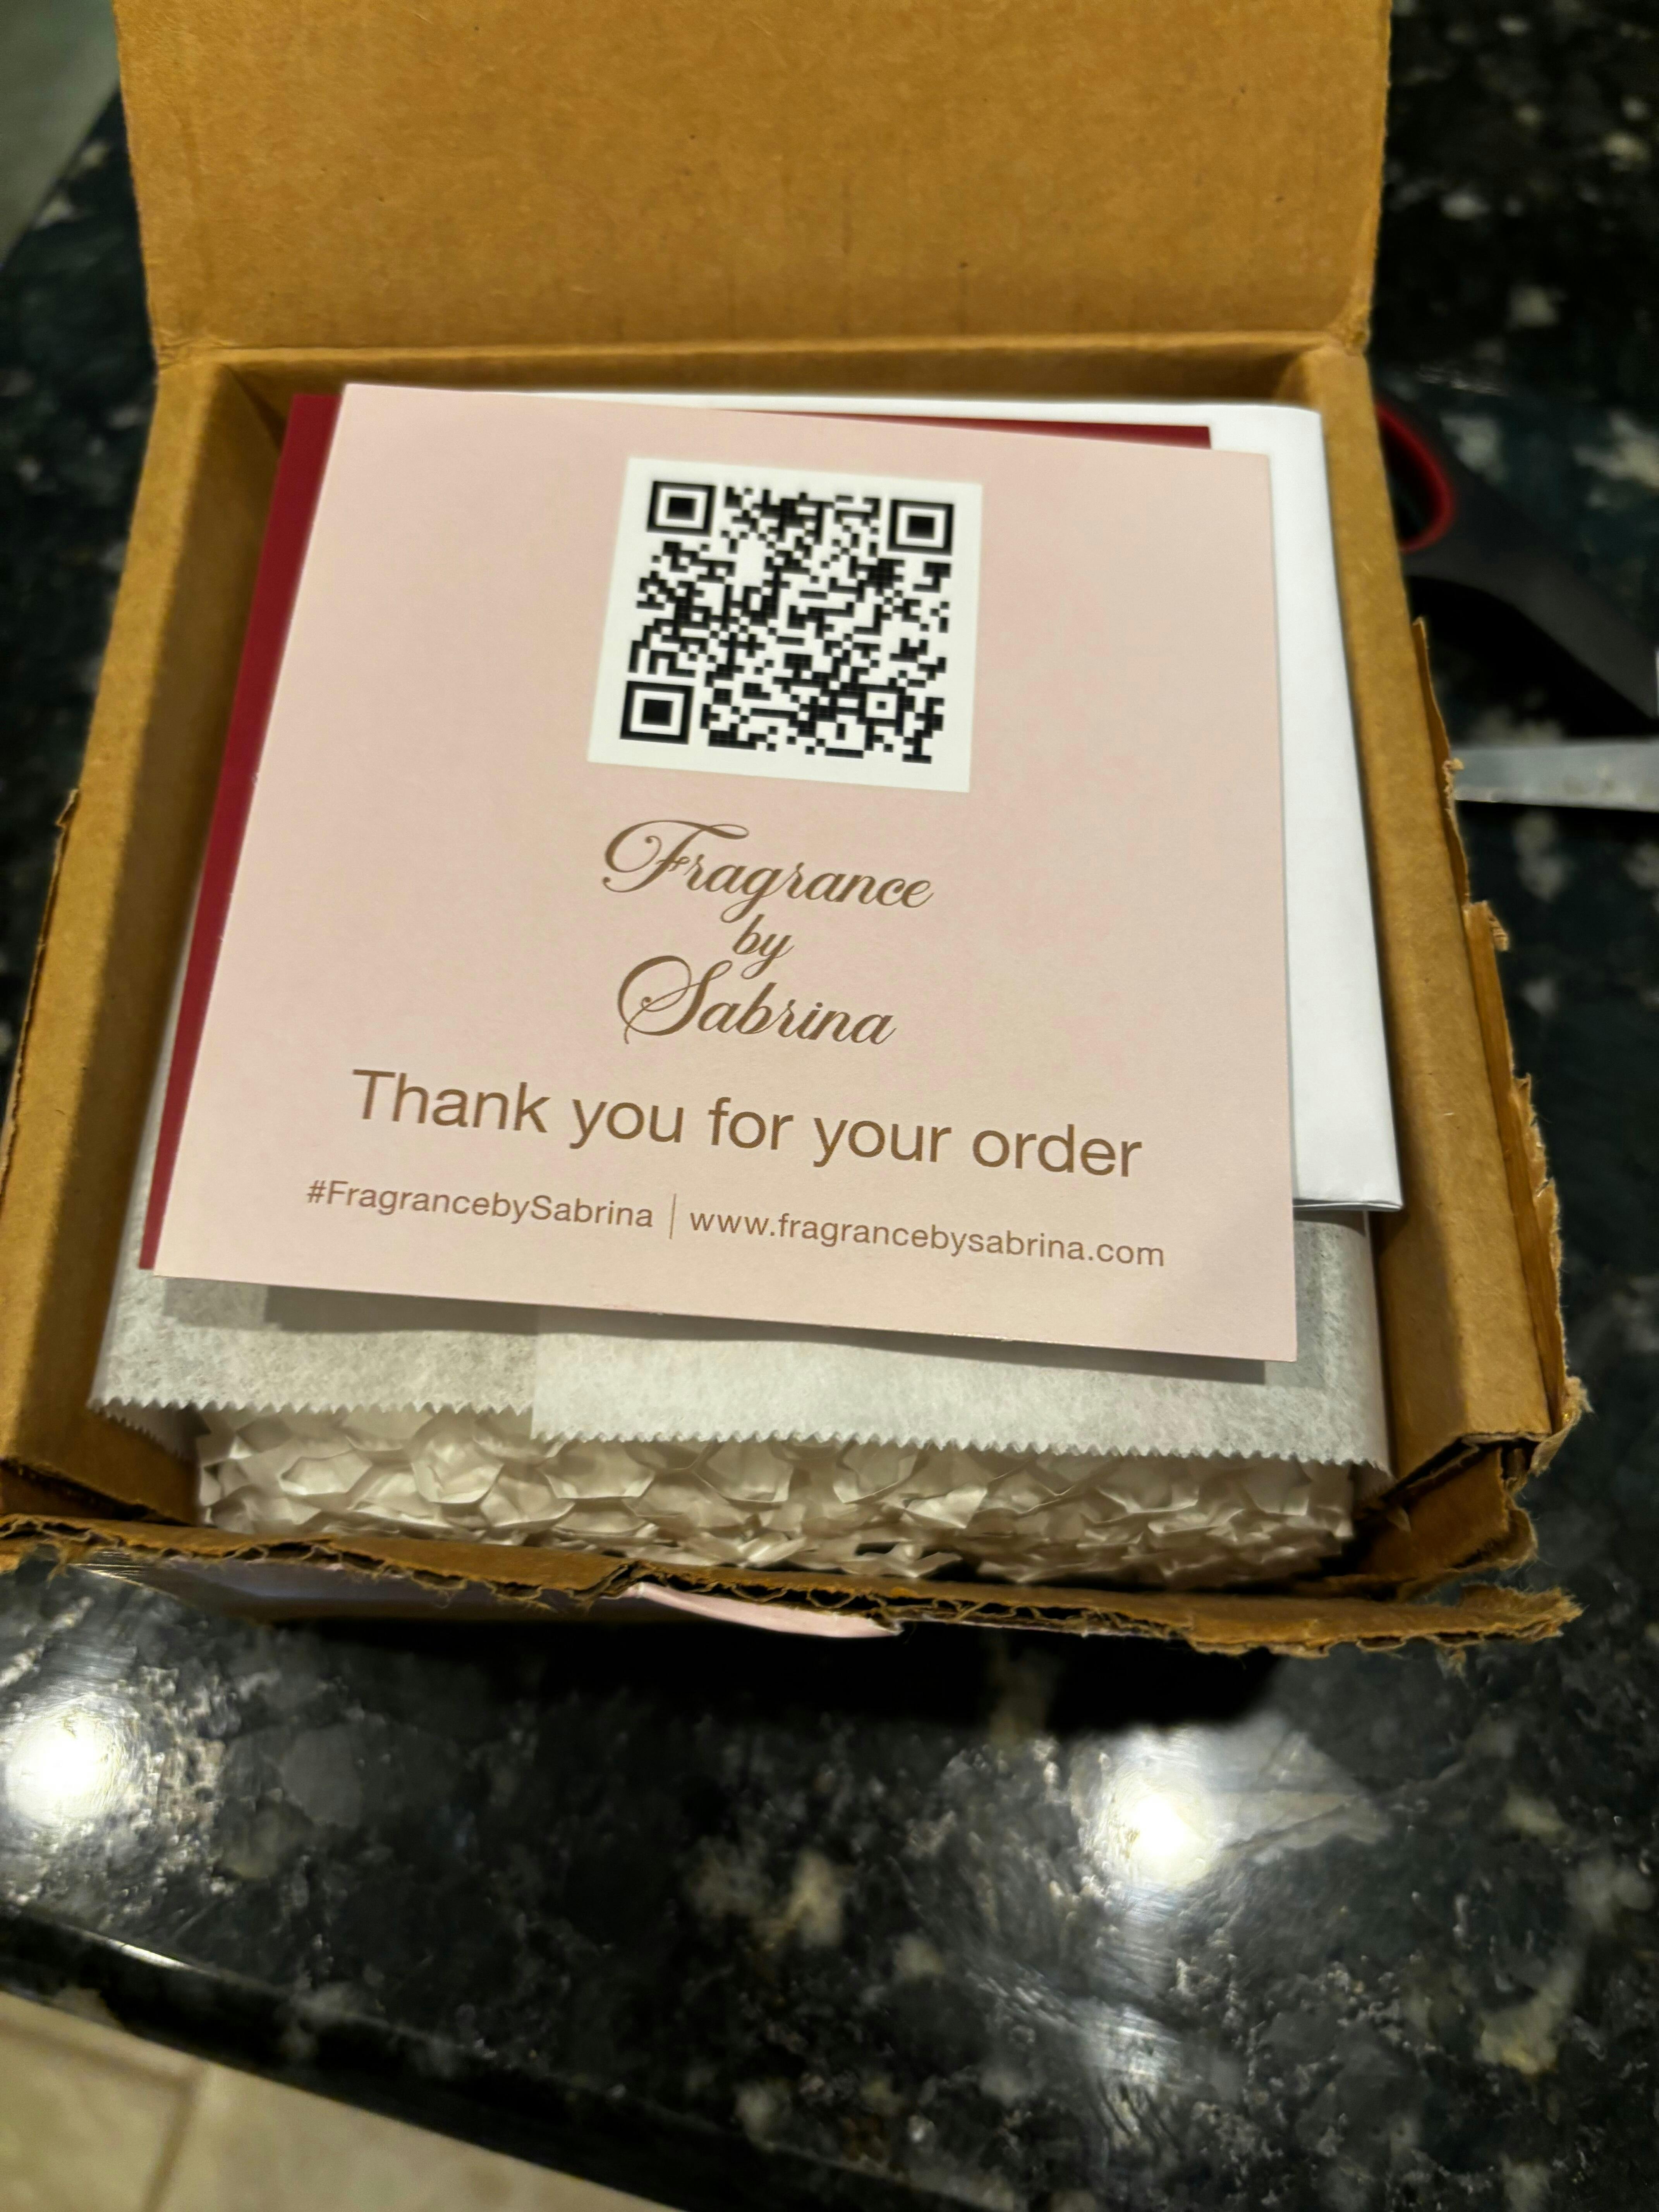 Fragrance
by
Sabrina
Thank you for your order
#FragrancebySabrina | www.fragrancebysabrina.com